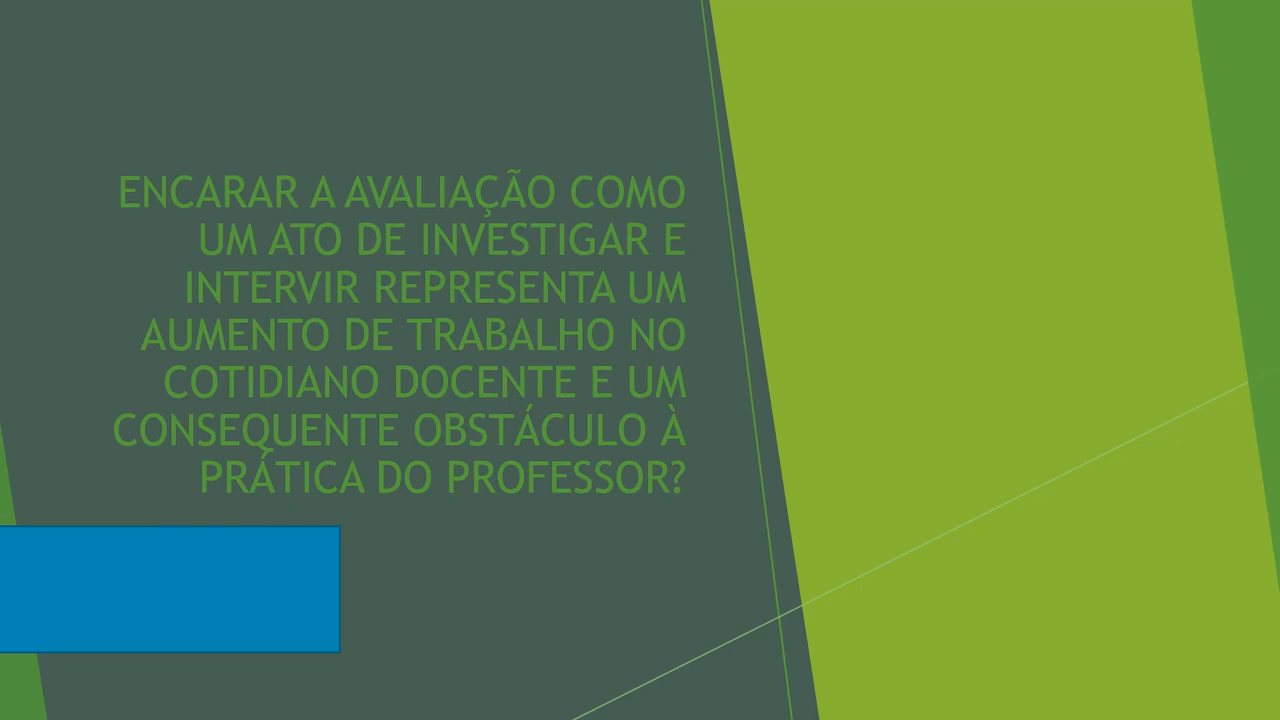 ENCARAR A AVALIAÇÃO COMO
UM ATO DE INVESTIGAR E
INTERVIR REPRESENTA UM
AUMENTO DE TRABALHO NO
COTIDIANO DOCENTE E UM
CONSEQUENTE OBSTÁCULO À
PRÁTICA DO PROFESSOR?